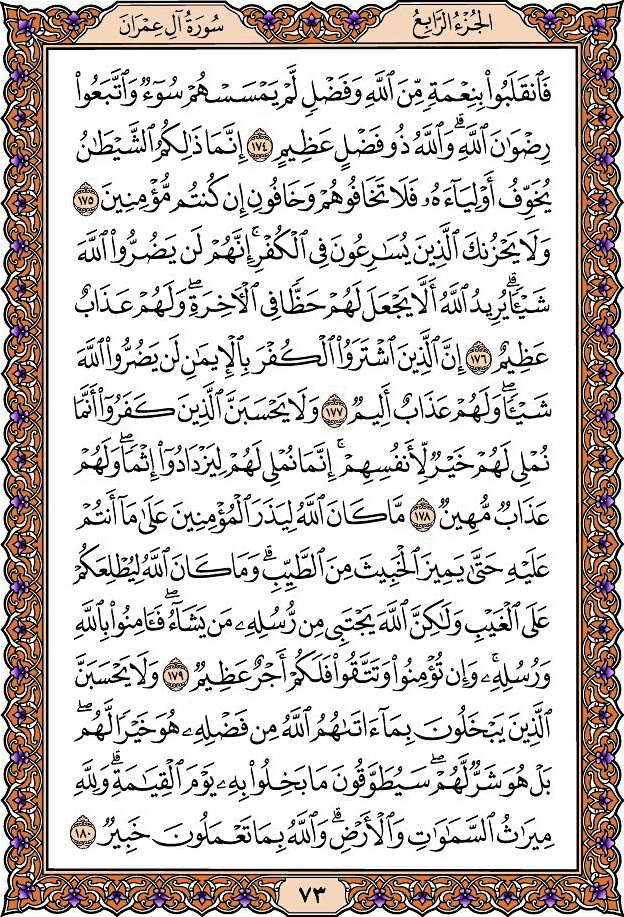 الجُزْءُ الرَّابِعُ
سُورَةُ آلِ عِمْرَانَ
فَٱنقَلَبُوا۟ بِنِعْمَةٍ مِّنَ ٱللَّهِ وَفَضْلٍ لَّمْ يَمْسَسْهُمْ سُوٓءٌ وَٱتَّبَعُوا۟
رِضْوَٰنَ ٱللَّهِ ۗ وَٱللَّهُ ذُو فَضْلٍ عَظِيمٍ ١٧٤ إِنَّمَا ذَٰلِكُمُ ٱلشَّيْطَٰنُ
يُخَوِّفُ أَوْلِيَآءَهُۥ فَلَا تَخَافُوهُمْ وَخَافُونِ إِن كُنتُم مُّؤْمِنِينَ ١٧٥
وَلَا يَحْزُنكَ ٱلَّذِينَ يُسَٰرِعُونَ فِى ٱلْكُفْرِ ۚ إِنَّهُمْ لَن يَضُرُّوا۟ ٱللَّهَ
شَيْـًٔا ۗ يُرِيدُ ٱللَّهُ أَلَّا يَجْعَلَ لَهُمْ حَظًّا فِى ٱلْـَٔاخِرَةِ ۖ وَلَهُمْ عَذَابٌ
عَظِيمٌ ١٧٦ إِنَّ ٱلَّذِينَ ٱشْتَرَوُا۟ ٱلْكُفْرَ بِٱلْإِيمَٰنِ لَن يَضُرُّوا۟ ٱللَّهَ
شَيْـًٔا ۖ وَلَهُمْ عَذَابٌ أَلِيمٌ ١٧٧ وَلَا يَحْسَبَنَّ ٱلَّذِينَ كَفَرُوٓا۟ أَنَّمَا
نُمْلِى لَهُمْ خَيْرٌ لِّأَنفُسِهِمْ ۚ إِنَّمَا نُمْلِى لَهُمْ لِيَزْدَادُوٓا۟ إِثْمًا ۖ وَلَهُمْ
عَذَابٌ مُّهِينٌ ١٧٨ مَّا كَانَ ٱللَّهُ لِيَذَرَ ٱلْمُؤْمِنِينَ عَلَىٰ مَآ أَنتُمْ
عَلَيْهِ حَتَّىٰ يَمِيزَ ٱلْخَبِيثَ مِنَ ٱلطَّيِّبِ ۗ وَمَا كَانَ ٱللَّهُ لِيُطْلِعَكُمْ
عَلَى ٱلْغَيْبِ وَلَٰكِنَّ ٱللَّهَ يَجْتَبِى مِن رُّسُلِهِۦ مَن يَشَآءُ ۖ فَـَٔامِنُوا۟ بِٱللَّهِ
وَرُسُلِهِۦ ۚ وَإِن تُؤْمِنُوا۟ وَتَتَّقُوا۟ فَلَكُمْ أَجْرٌ عَظِيمٌ ١٧٩ وَلَا يَحْسَبَنَّ
ٱلَّذِينَ يَبْخَلُونَ بِمَآ ءَاتَىٰهُمُ ٱللَّهُ مِن فَضْلِهِۦ هُوَ خَيْرًا لَّهُم ۖ
بَلْ هُوَ شَرٌّ لَّهُمْ ۖ سَيُطَوَّقُونَ مَا بَخِلُوا۟ بِهِۦ يَوْمَ ٱلْقِيَٰمَةِ ۗ وَلِلَّهِ
مِيرَٰثُ ٱلسَّمَٰوَٰتِ وَٱلْأَرْضِ ۗ وَٱللَّهُ بِمَا تَعْمَلُونَ خَبِيرٌ ١٨٠
٧٣